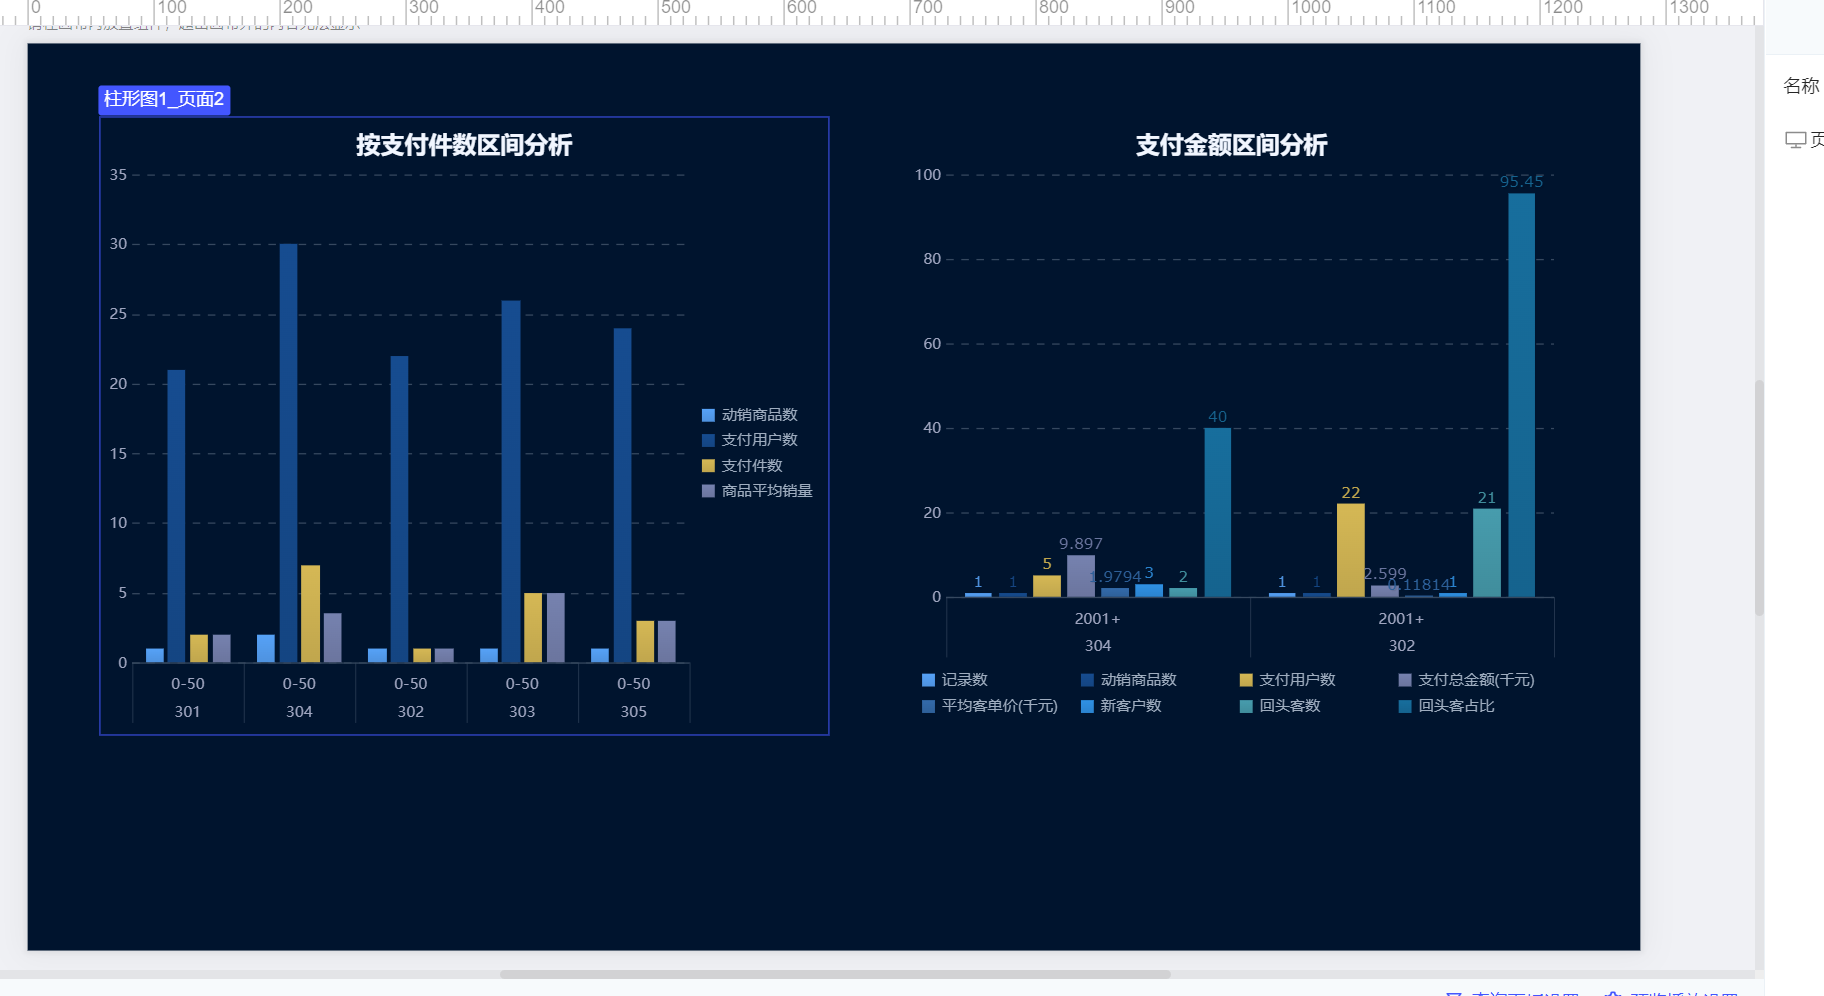 0 100 200 300 400 500 600 700 800 900 1000 1100 1200 1300
名称
页
柱形图1_页面2
按支付件数区间分析
35
30
25
20
15
10
5
0
0-50 0-50 0-50 0-50 0-50
301 304 302 303 305
动销商品数
支付用户数
支付件数
商品平均销量
支付金额区间分析
100
80
60
40
20
0
1 1 5 9.897 1.9794 3 2 40
1 1 22 2.599 0.11814 1 21 95.45
2001+ 2001+
304 302
记录数 动销商品数 支付用户数 支付总金额(千元)
平均客单价(千元) 新客户数 回头客数 回头客占比